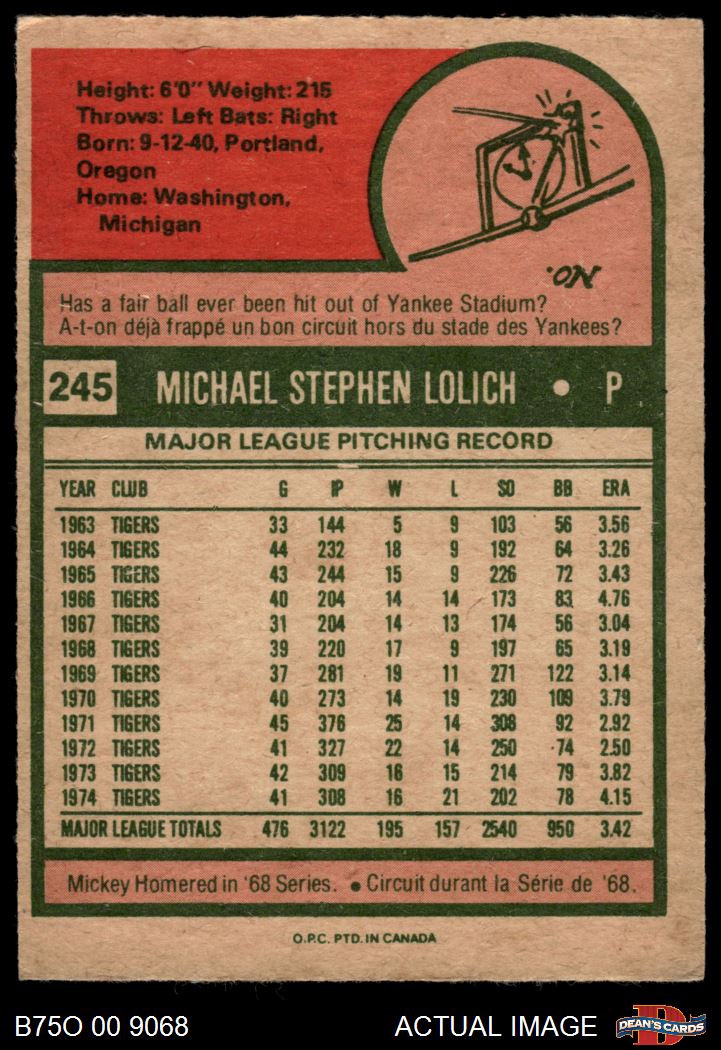 Height: 6'0" Weight: 215
Throws: Left Bats: Right
Born: 9-12-40, Portland,
Oregon
Home: Washington,
Michigan
NO.
Has a fair ball ever been hit out of Yankee Stadium?
A-t-on déjà frappé un bon circuit hors du stade des Yankees?
245 MICHAEL STEPHEN LOLICH • P
MAJOR LEAGUE PITCHING RECORD
YEAR CLUB G IP W L SO BB ERA
1963 TIGERS 33 144 5 9 103 56 3.56
1964 TIGERS 44 232 18 9 192 64 3.26
1965 TIGERS 43 244 15 9 226 72 3.43
1966 TIGERS 40 204 14 14 173 83 4.76
1967 TIGERS 31 204 14 13 174 56 3.04
1968 TIGERS 39 220 17 9 197 65 3.19
1969 TIGERS 37 281 19 11 271 122 3.14
1970 TIGERS 40 273 14 19 230 109 3.79
1971 TIGERS 45 376 25 14 308 92 2.92
1972 TIGERS 41 327 22 14 250 74 2.50
1973 TIGERS 42 309 16 15 214 79 3.82
1974 TIGERS 41 308 16 21 202 78 4.15
MAJOR LEAGUE TOTALS 476 3122 195 157 2540 950 3.42
Mickey Homered in '68 Series. • Circuit durant la Série de '68.
O.P.C. PTD. IN CANADA
B75O 00 9068 ACTUAL IMAGE D DEAN'S CARDS